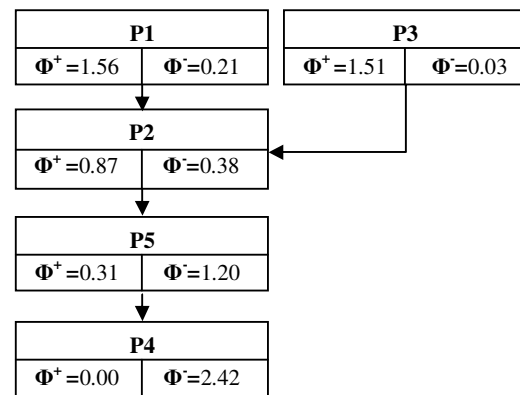 P1
Φ⁺=1.56 Φ⁻=0.21
P3
Φ⁺=1.51 Φ⁻=0.03
P2
Φ⁺=0.87 Φ⁻=0.38
P5
Φ⁺=0.31 Φ⁻=1.20
P4
Φ⁺=0.00 Φ⁻=2.42